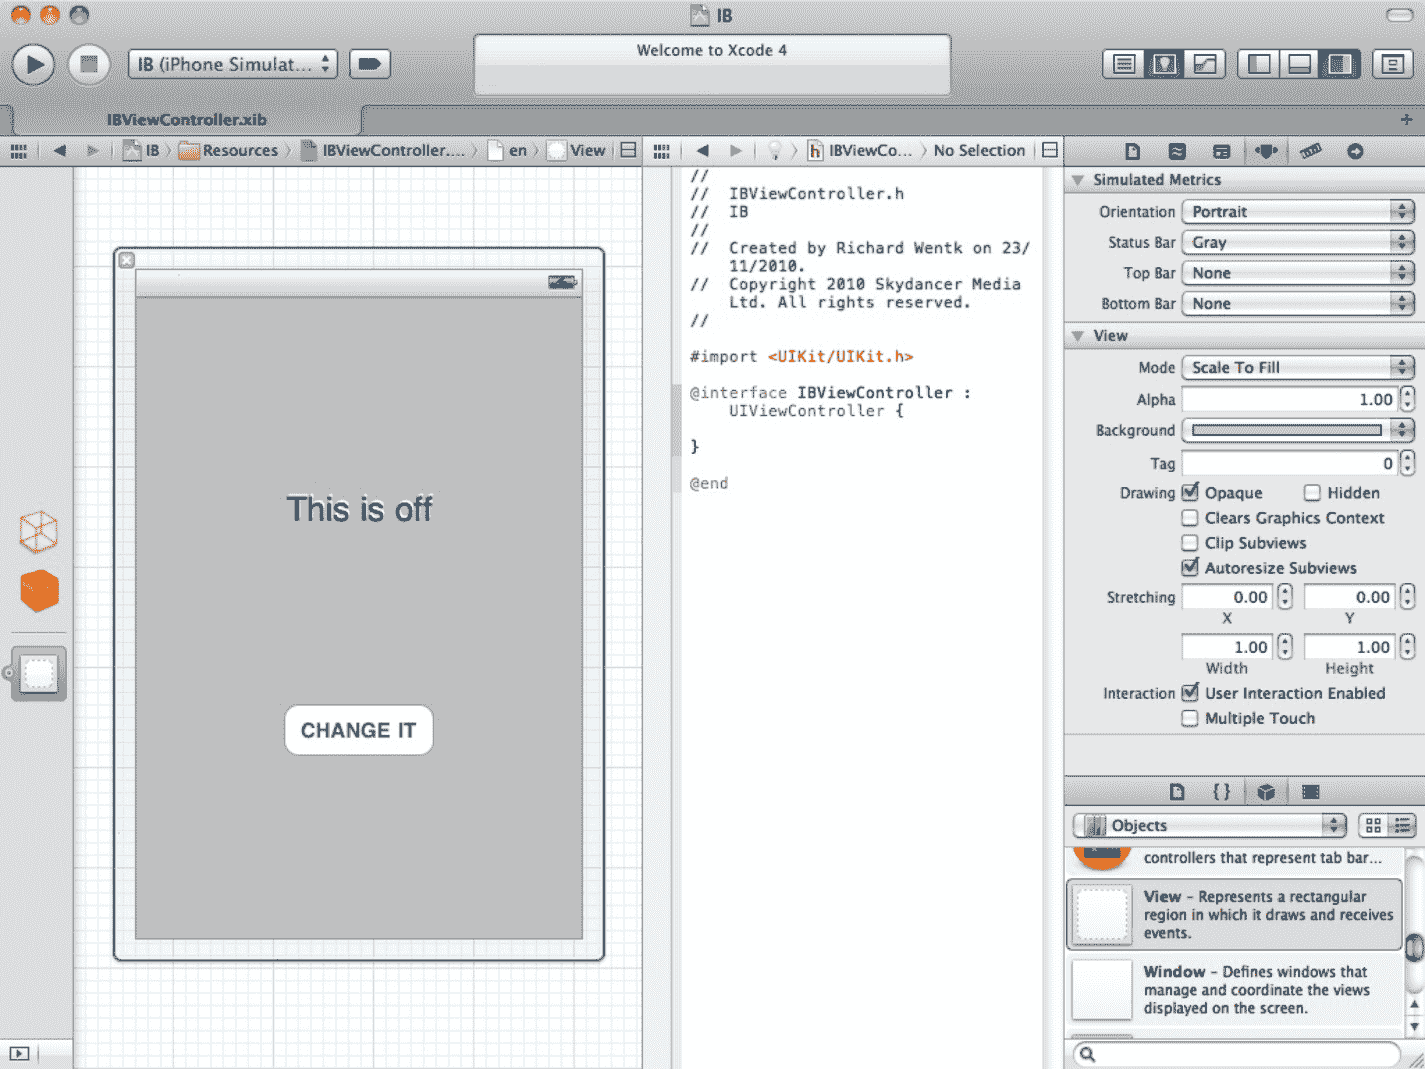 IB
IB (iPhone Simulat...
Welcome to Xcode 4
IBViewController.xib
IB
Resources
IBViewController....
en
View
IBViewCo...
No Selection
//
//  IBViewController.h
//  IB
//
//  Created by Richard Wentk on 23/
11/2010.
//  Copyright 2010 Skydancer Media
Ltd. All rights reserved.
//
#import <UIKit/UIKit.h>
@interface IBViewController :
UIViewController {
}
@end
This is off
CHANGE IT
Simulated Metrics
Orientation Portrait
Status Bar Gray
Top Bar None
Bottom Bar None
View
Mode Scale To Fill
Alpha 1.00
Background
Tag 0
Drawing Opaque Hidden
Clears Graphics Context
Clip Subviews
Autoresize Subviews
Stretching 0.00 0.00
X Y
1.00 1.00
Width Height
Interaction User Interaction Enabled
Multiple Touch
{}
Objects
controllers that represent tab bar...
View – Represents a rectangular
region in which it draws and receives
events.
Window – Defines windows that
manage and coordinate the views
displayed on the screen.